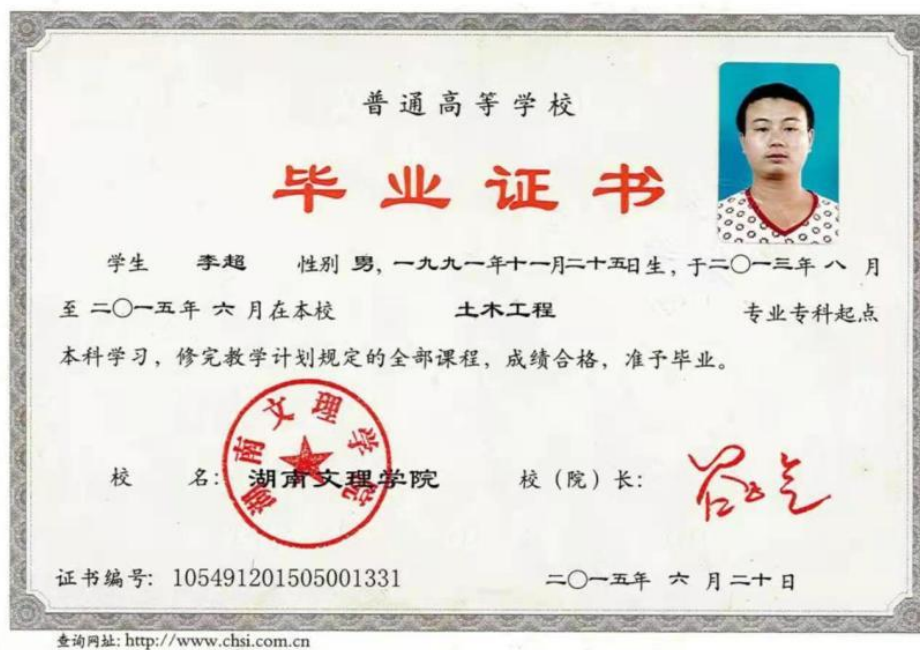 普通高等学校
毕业证书
学生 李超 性别 男，一九九一年十一月二十五日生，于二〇一三年 八 月
至 二〇一五年 六 月在本校 土木工程 专业专科起点
本科学习，修完教学计划规定的全部课程，成绩合格，准予毕业。
湖南文理学院
校 名：湖南文理学院 校（院）长：
证书编号：105491201505001331 二〇一五年 六 月二十日
查询网址：http://www.chsi.com.cn